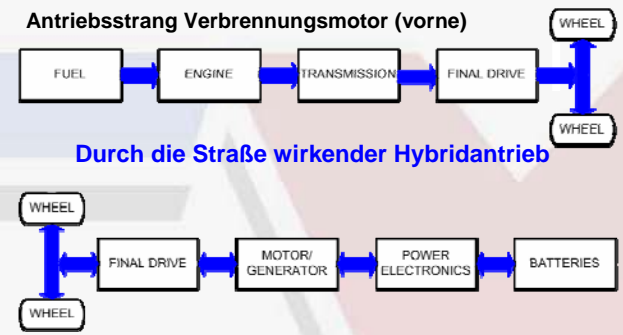 Antriebsstrang Verbrennungsmotor (vorne)
WHEEL
FUEL
ENGINE
TRANSMISSION
FINAL DRIVE
WHEEL
Durch die Straße wirkender Hybridantrieb
WHEEL
FINAL DRIVE
MOTOR/
GENERATOR
POWER
ELECTRONICS
BATTERIES
WHEEL